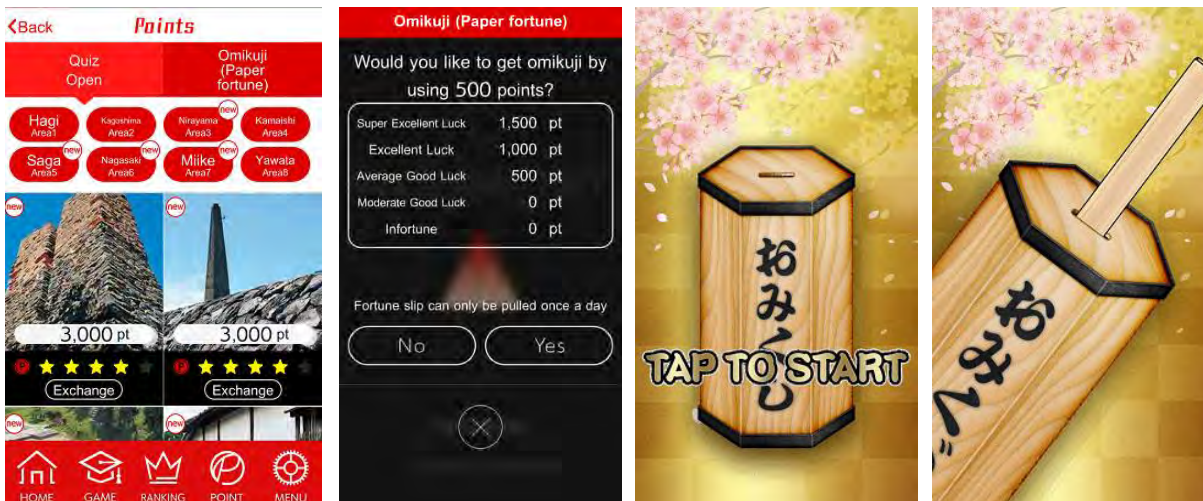 Back
Points
Quiz
Open
Omikuji
(Paper
fortune)
Hagi
Area1
Kagoshima
Area2
new
Nirayama
Area3
Kamaishi
Area4
new
Saga
Area5
new
Nagasaki
Area6
new
Miike
Area7
Yawata
Area8
new
3,000 pt
P
Exchange
new
3,000 pt
P
Exchange
new
new
HOME
GAME
RANKING
POINT
MENU
Omikuji (Paper fortune)
Would you like to get omikuji by
using 500 points?
Super Excellent Luck 1,500 pt
Excellent Luck 1,000 pt
Average Good Luck 500 pt
Moderate Good Luck 0 pt
Infortune 0 pt
Fortune slip can only be pulled once a day
No
Yes
おみくじ
TAP TO START
おみくじ